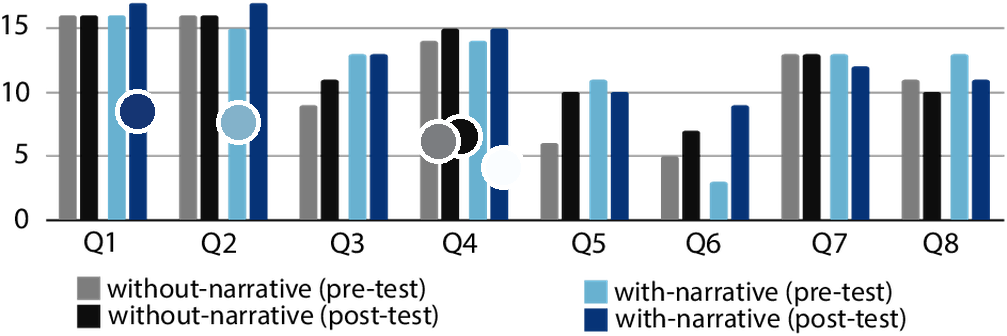 15
10
5
0
Q1 Q2 Q3 Q4 Q5 Q6 Q7 Q8
without-narrative (pre-test)
without-narrative (post-test)
with-narrative (pre-test)
with-narrative (post-test)